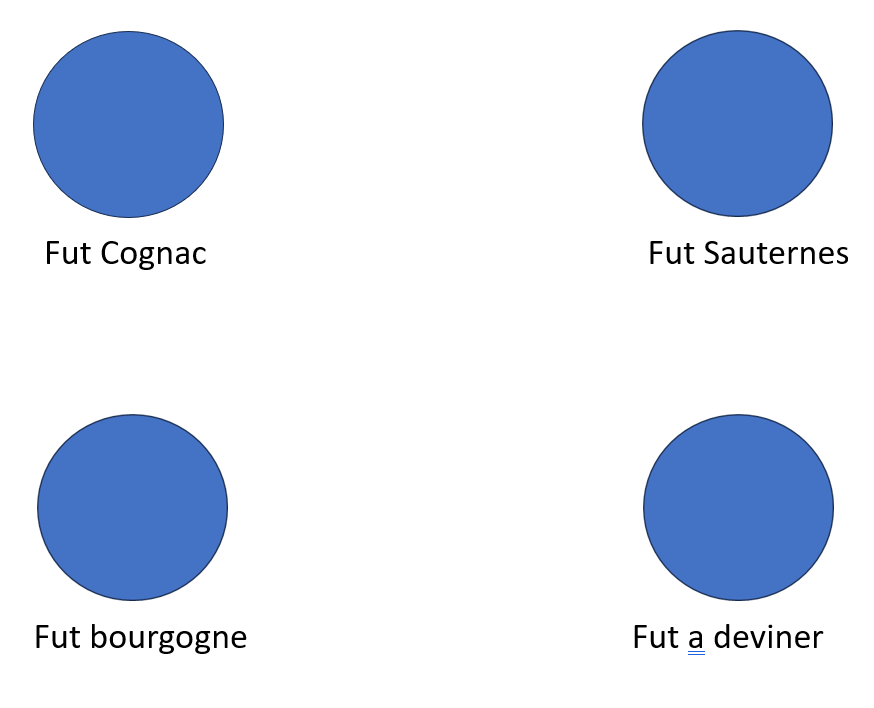 Fut Cognac
Fut Sauternes
Fut bourgogne
Fut a deviner